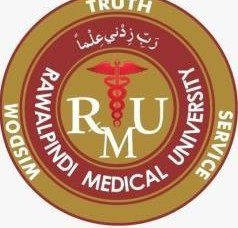 TRUTH
رَبِّ زِدْنِي عِلْمًا
WISDOM
RAWALPINDI MEDICAL UNIVERSITY
SERVICE
RMU